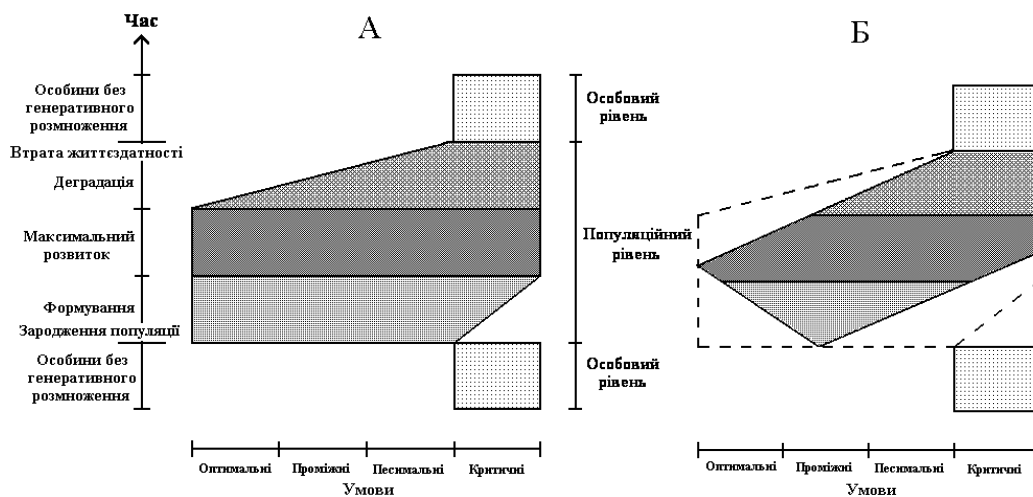 Час
А
Б
Особини без
генеративного
розмноження
Втрата життєздатності
Деградація
Максимальний
розвиток
Формування
Зародження популяції
Особини без
генеративного
розмноження
Особовий
рівень
Популяційний
рівень
Особовий
рівень
Оптимальні
Проміжні
Песимальні
Критичні
Умови
Оптимальні
Проміжні
Песимальні
Критичні
Умови